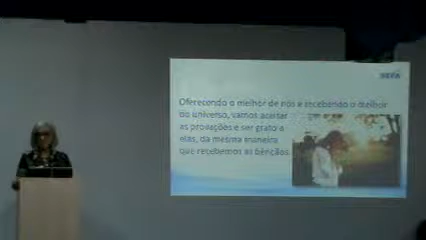 SEFA
Oferecendo o melhor de nós e recebendo o melhor
do universo, vamos aceitar
as provações e ser grato a
elas, da mesma maneira
que recebemos as bênçãos.